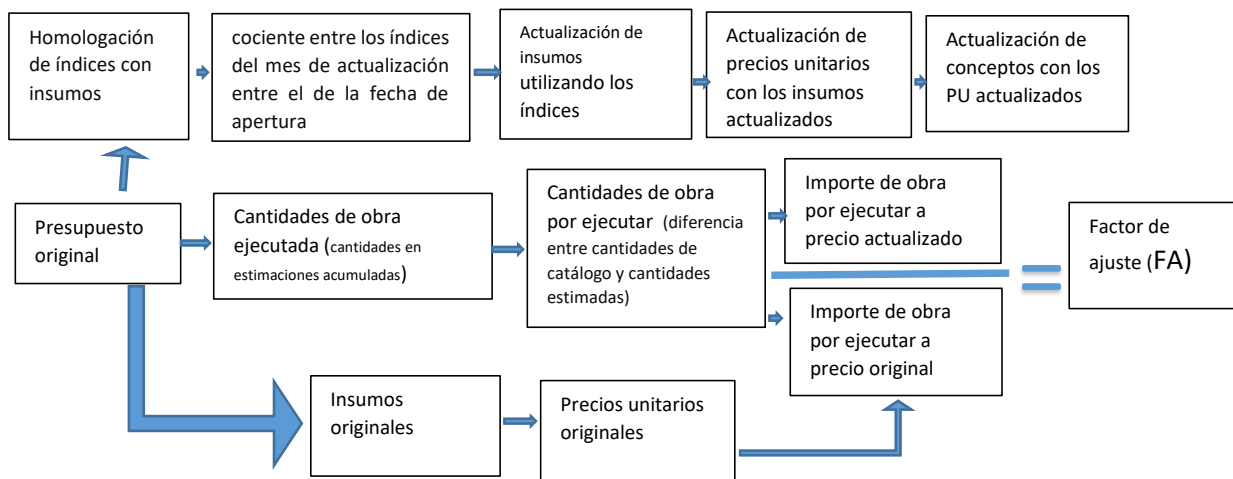 Homologación
de índices con
insumos
cociente entre los índices
del mes de actualización
entre el de la fecha de
apertura
Actualización de
insumos
utilizando los
índices
Actualización de
precios unitarios
con los insumos
actualizados
Actualización de
conceptos con los
PU actualizados
Presupuesto
original
Cantidades de obra
ejecutada (cantidades en
estimaciones acumuladas)
Cantidades de obra
por ejecutar (diferencia
entre cantidades de
catálogo y cantidades
estimadas)
Importe de obra
por ejecutar a
precio actualizado
Importe de obra
por ejecutar a
precio original
Factor de
ajuste (FA)
Insumos
originales
Precios unitarios
originales